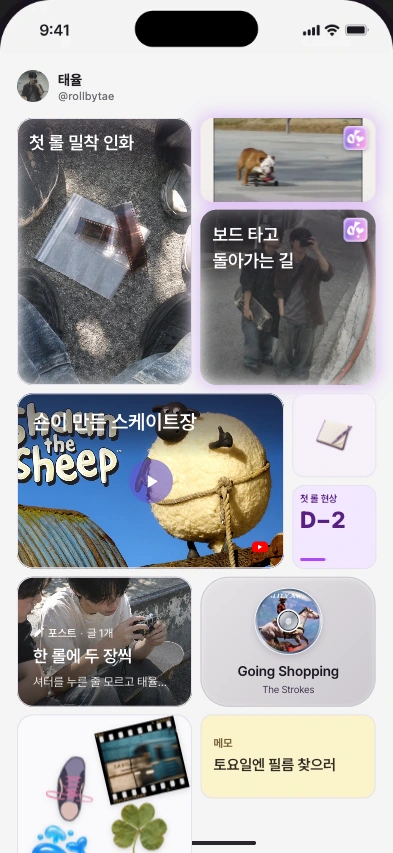 9:41
태율
@rollbytae
첫 롤 밀착 인화
보드 타고
돌아가는 길
숀이 만든 스케이트장
Shaun
the
Sheep
첫 롤 현상
D-2
포스트 · 글 1개
한 롤에 두 장씩
셔터를 누른 줄 모르고 태율...
Going Shopping
The Strokes
메모
토요일엔 필름 찾으러